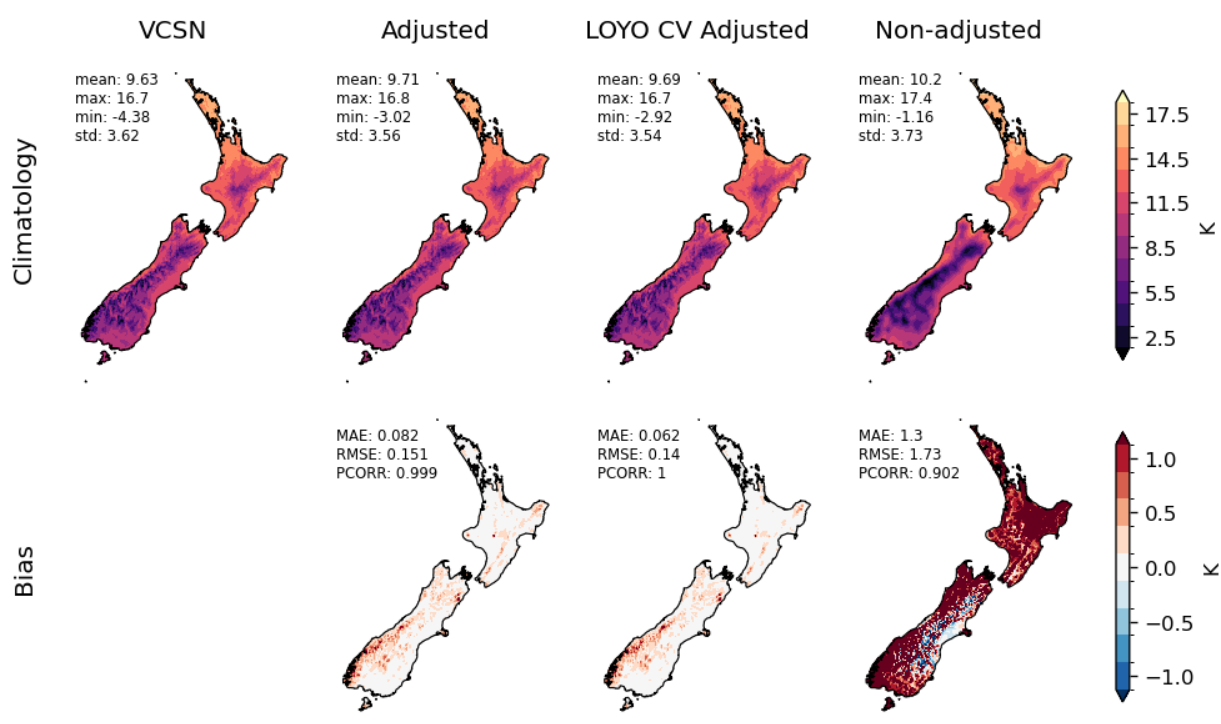 VCSN
Adjusted
LOYO CV Adjusted
Non-adjusted
Climatology
mean: 9.63
max: 16.7
min: -4.38
std: 3.62
mean: 9.71
max: 16.8
min: -3.02
std: 3.56
mean: 9.69
max: 16.7
min: -2.92
std: 3.54
mean: 10.2
max: 17.4
min: -1.16
std: 3.73
17.5
14.5
11.5
8.5
5.5
2.5
K
Bias
MAE: 0.082
RMSE: 0.151
PCORR: 0.999
MAE: 0.062
RMSE: 0.14
PCORR: 1
MAE: 1.3
RMSE: 1.73
PCORR: 0.902
1.0
0.5
0.0
−0.5
−1.0
K